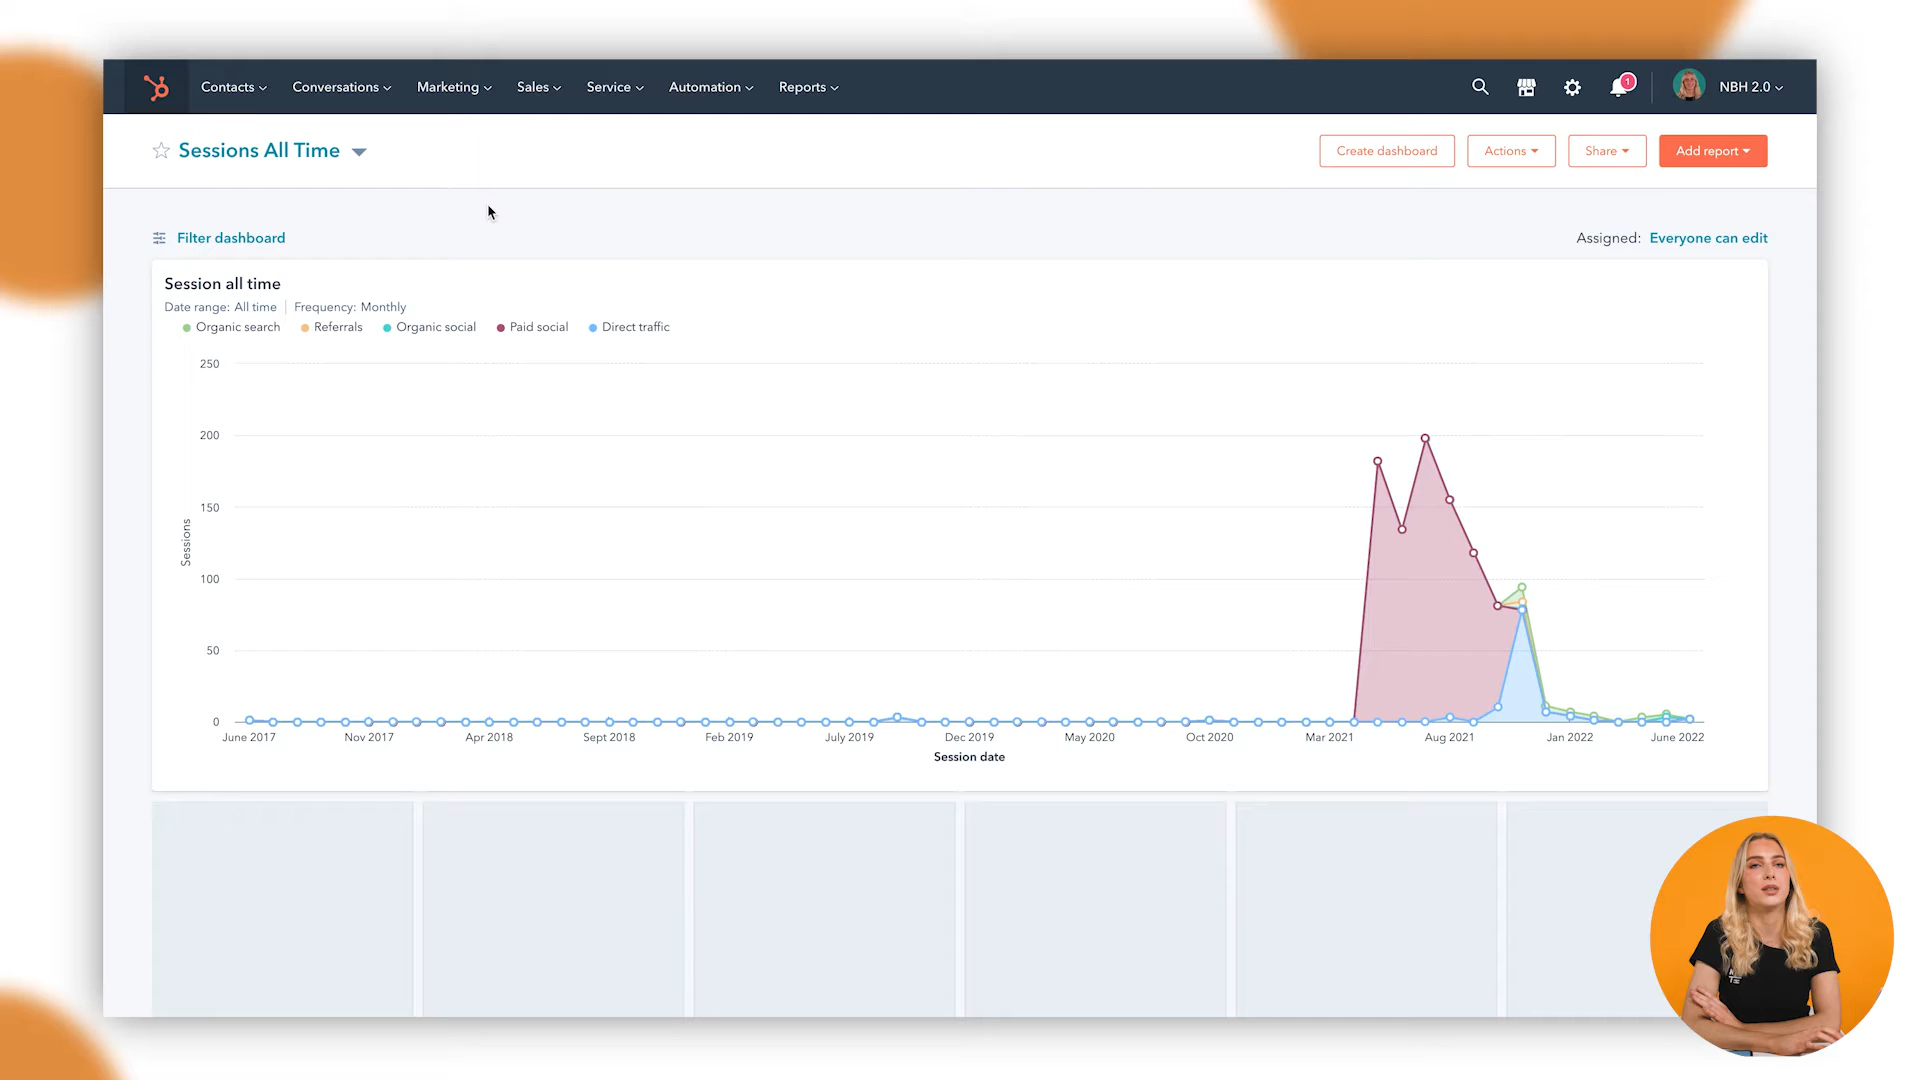 Contacts Conversations Marketing Sales Service Automation Reports 1 NBH 2.0
Sessions All Time Create dashboard Actions Share Add report
Filter dashboard Assigned: Everyone can edit
Session all time
Date range: All time Frequency: Monthly
Organic search Referrals Organic social Paid social Direct traffic
250
200
150
100
50
0
Sessions
June 2017 Nov 2017 Apr 2018 Sept 2018 Feb 2019 July 2019 Dec 2019 May 2020 Oct 2020 Mar 2021 Aug 2021 Jan 2022 June 2022
Session date